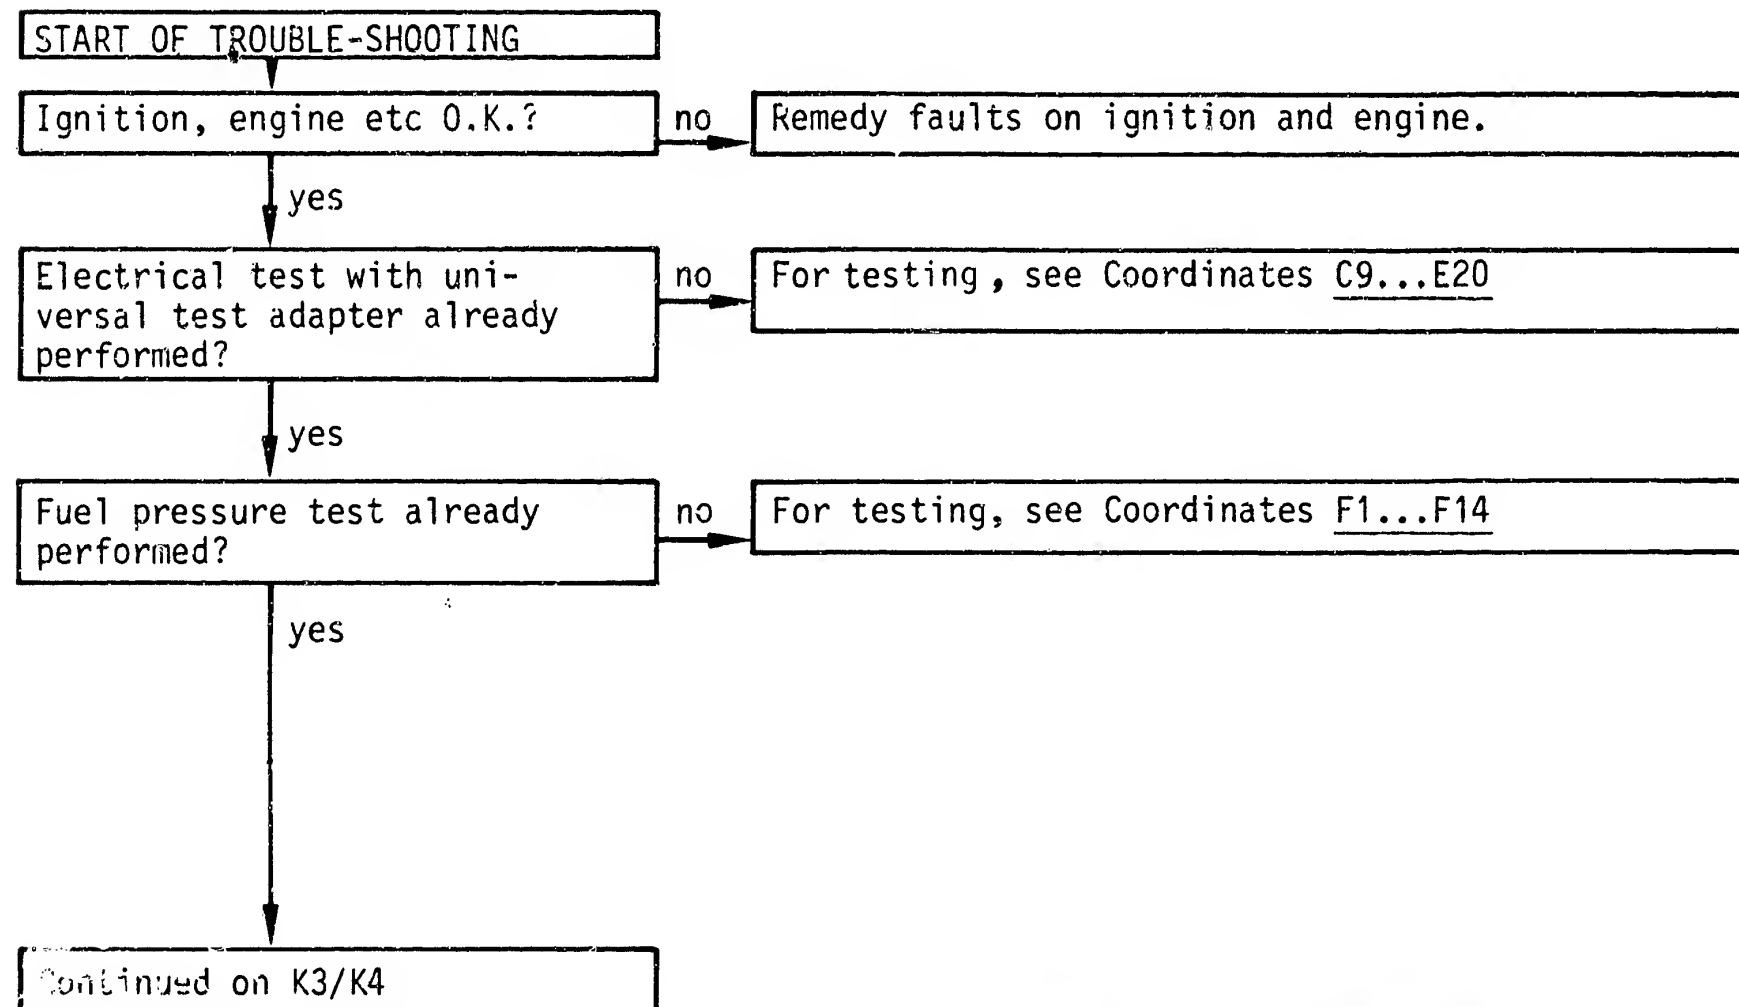 START OF TROUBLE-SHOOTING
Ignition, engine etc O.K.?
no
Remedy faults on ignition and engine.
yes
Electrical test with uni-
versal test adapter already
performed?
no
For testing, see Coordinates C9...E20
yes
Fuel pressure test already
performed?
no
For testing, see Coordinates F1...F14
yes
Continued on K3/K4